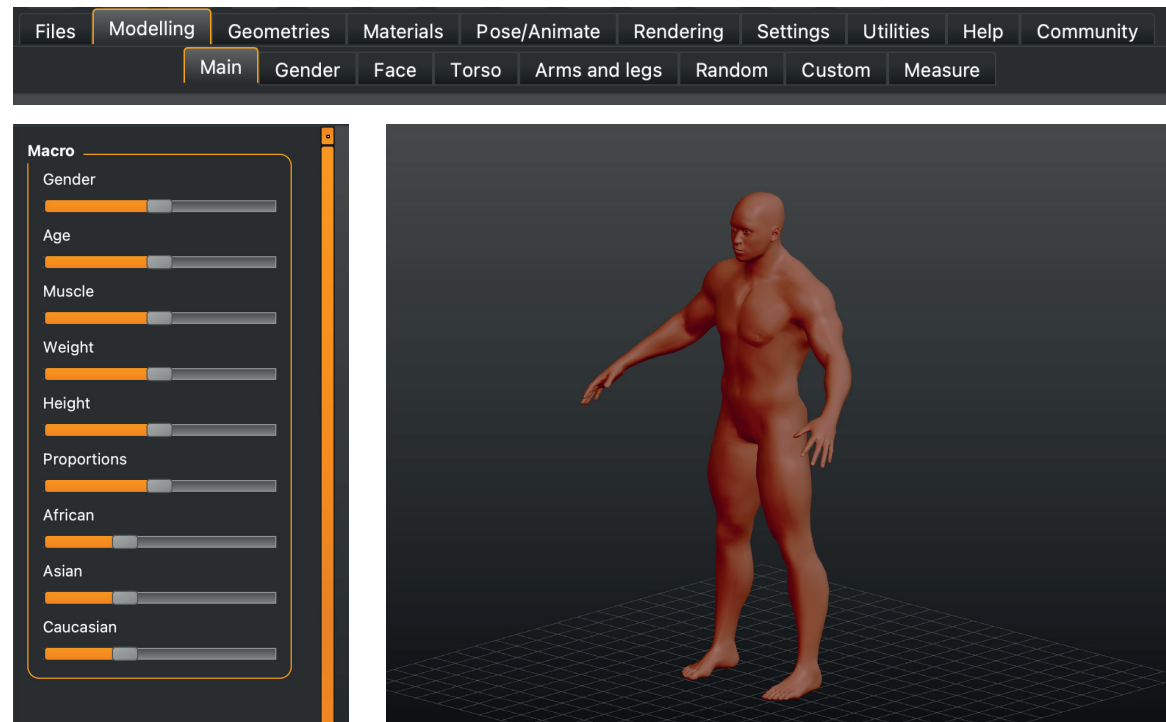 Files Modelling Geometries Materials Pose/Animate Rendering Settings Utilities Help Community
Main Gender Face Torso Arms and legs Random Custom Measure
Macro
Gender
Age
Muscle
Weight
Height
Proportions
African
Asian
Caucasian